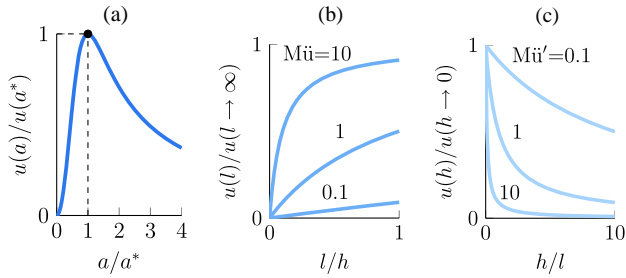 (a)
u(a)/u(a*)
1
0
0 1 2 3 4
a/a*
(b)
u(l)/u(l → ∞)
1
0
Mü=10
1
0.1
0 1
l/h
(c)
u(h)/u(h → 0)
1
0
Mü′=0.1
1
10
0 10
h/l